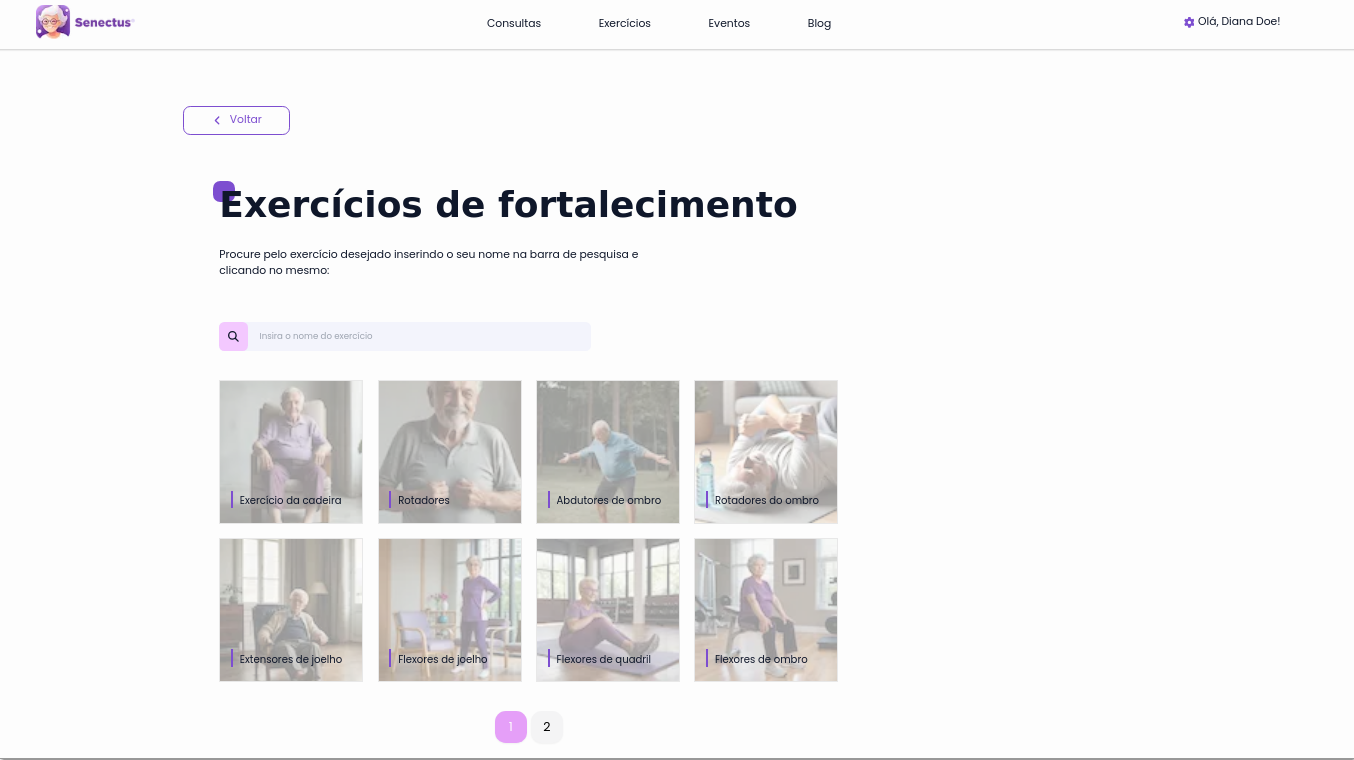 Senectus
Consultas
Exercícios
Eventos
Blog
Olá, Diana Doe!
Voltar
Exercícios de fortalecimento
Procure pelo exercício desejado inserindo o seu nome na barra de pesquisa e
clicando no mesmo:
Insira o nome do exercício
Exercício da cadeira
Rotadores
Abdutores de ombro
Rotadores do ombro
Extensores de joelho
Flexores de joelho
Flexores de quadril
Flexores de ombro
1
2